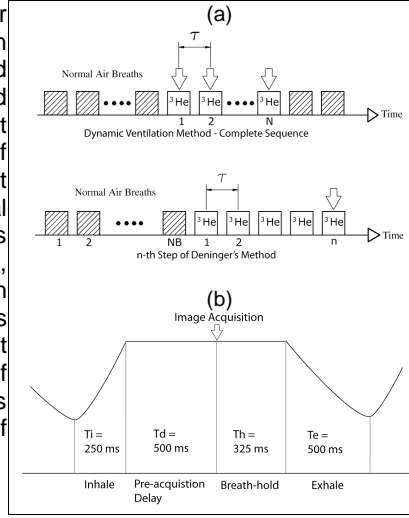 (a)
τ
Normal Air Breaths
³He ³He ³He
1 2 N
Time
Dynamic Ventilation Method - Complete Sequence
τ
Normal Air Breaths
³He ³He ³He ³He ³He
1 2 NB 1 2 n
Time
n-th Step of Deninger's Method
(b)
Image Acquisition
Ti = Td = Th = Te =
250 ms 500 ms 325 ms 500 ms
Inhale Pre-acquistion Breath-hold Exhale
Delay